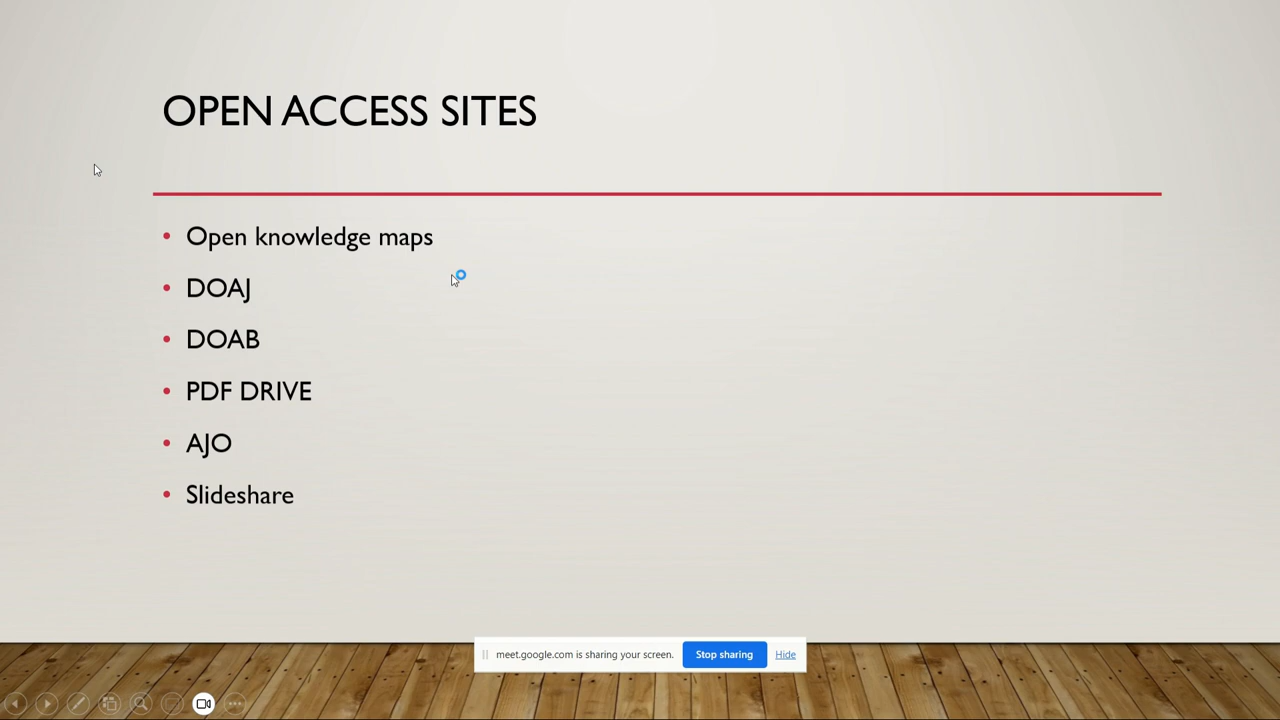 OPEN ACCESS SITES
• Open knowledge maps
• DOAJ
• DOAB
• PDF DRIVE
• AJO
• Slideshare
meet.google.com is sharing your screen. Stop sharing Hide